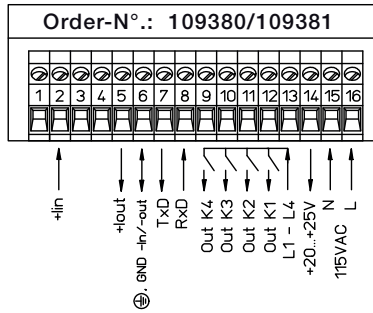 Order-N°.: 109380/109381
1 2 3 4 5 6 7 8 9 10 11 12 13 14 15 16
+Iin
+Iout
⏚, GND -In/-out
TxD
RxD
Out K4
Out K3
Out K2
Out K1
L1 - L4
+20...+25V
N
115VAC
L